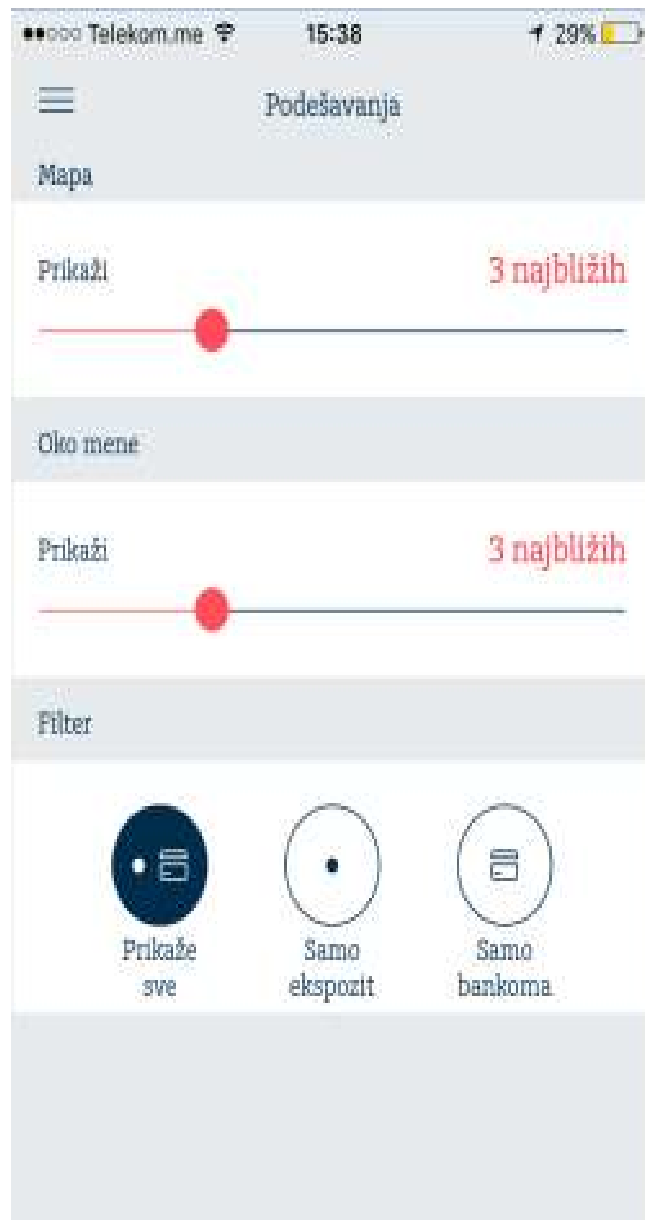 Telekom.me 15:38 29%
Podešavanja
Mapa
Prikaži 3 najbližih
Oko mene
Prikaži 3 najbližih
Filter
Prikaže Samo Samo
sve ekspozit bankoma